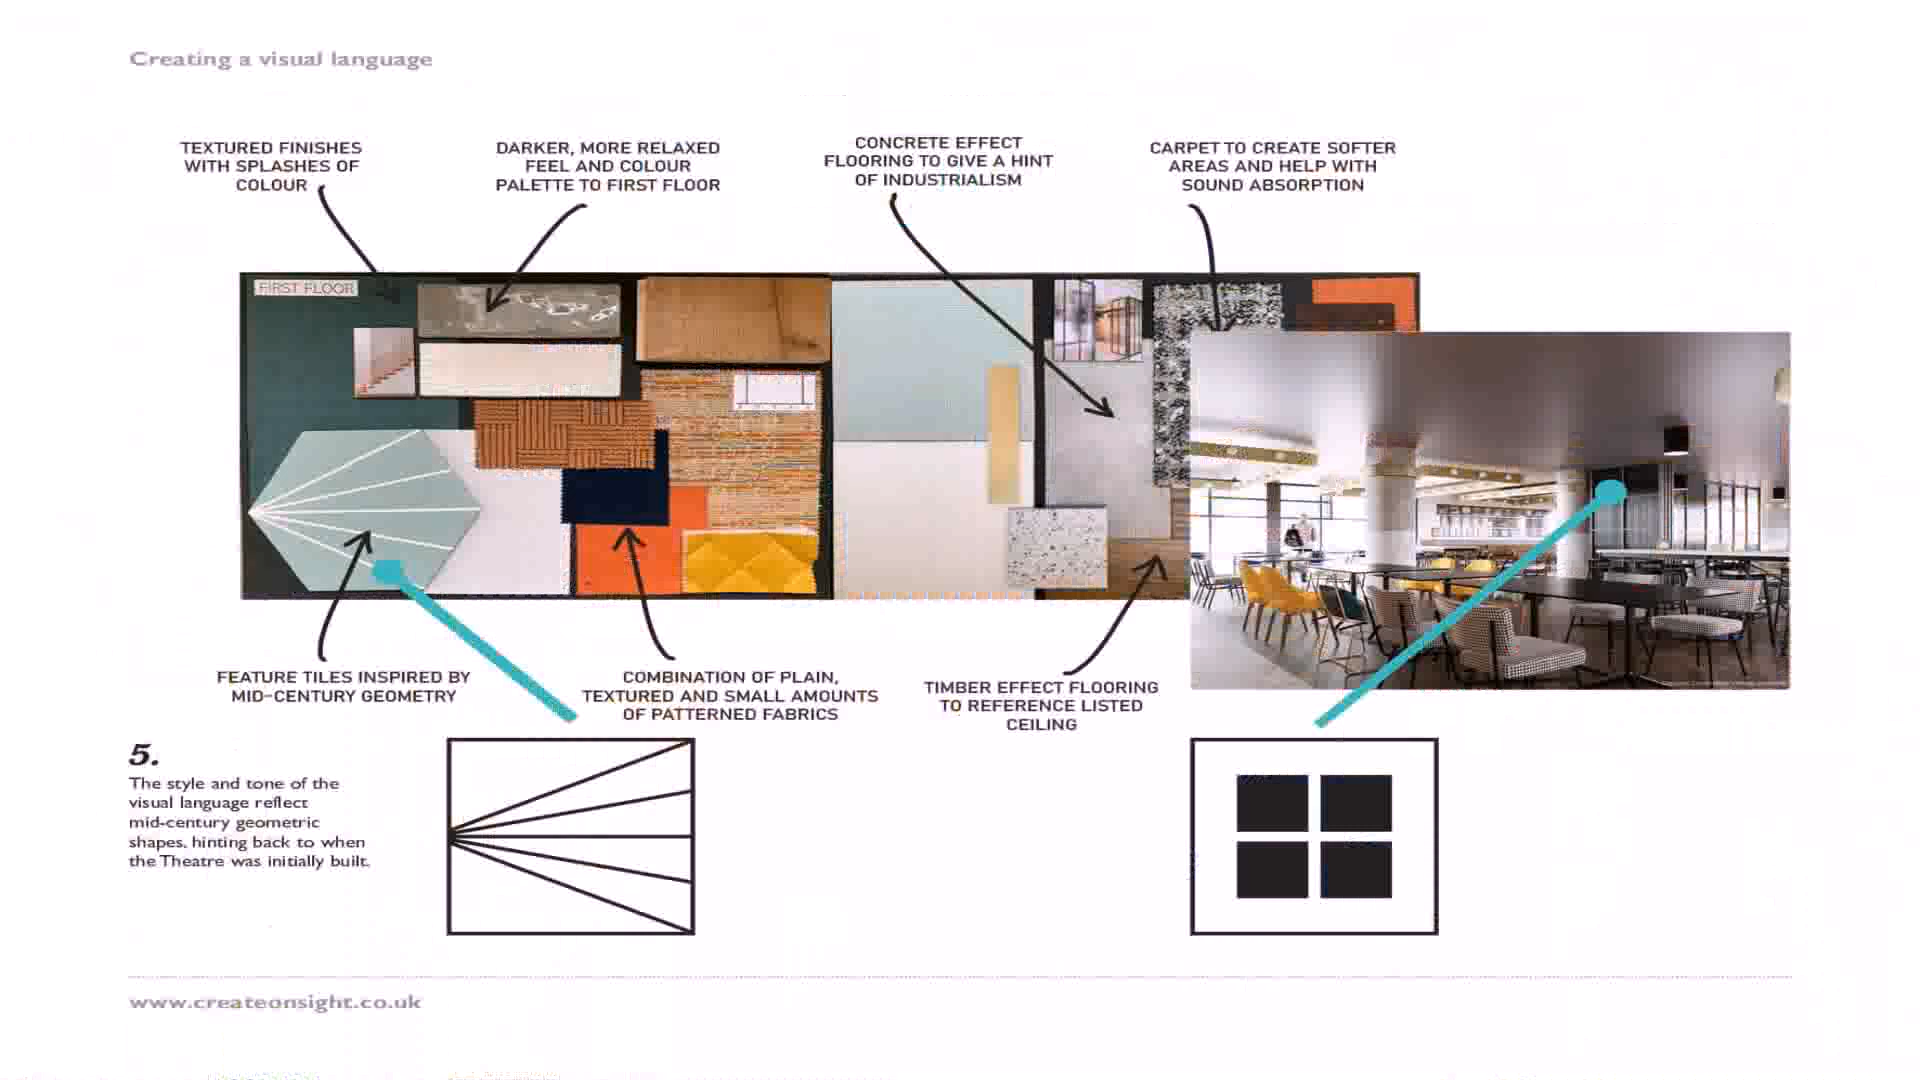 Creating a visual language
TEXTURED FINISHES
WITH SPLASHES OF
COLOUR
DARKER, MORE RELAXED
FEEL AND COLOUR
PALETTE TO FIRST FLOOR
CONCRETE EFFECT
FLOORING TO GIVE A HINT
OF INDUSTRIALISM
CARPET TO CREATE SOFTER
AREAS AND HELP WITH
SOUND ABSORPTION
FIRST FLOOR
FEATURE TILES INSPIRED BY
MID-CENTURY GEOMETRY
COMBINATION OF PLAIN,
TEXTURED AND SMALL AMOUNTS
OF PATTERNED FABRICS
TIMBER EFFECT FLOORING
TO REFERENCE LISTED
CEILING
5.
The style and tone of the
visual language reflect
mid-century geometric
shapes, hinting back to when
the Theatre was initially built.
www.createonsight.co.uk